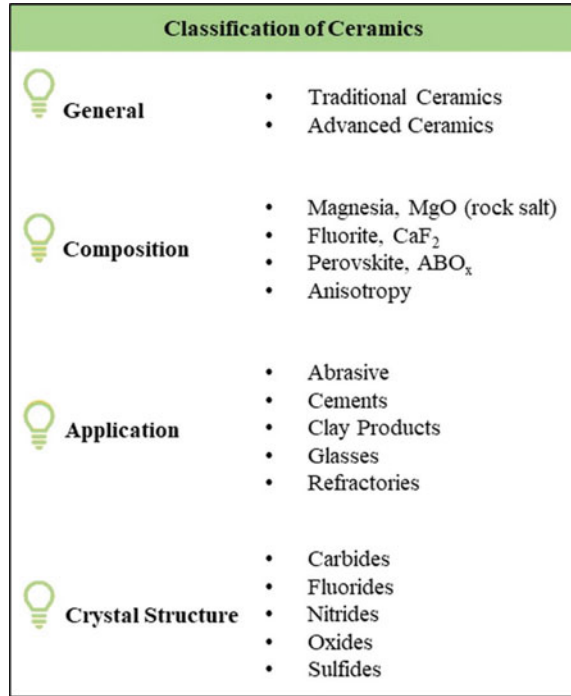 Classification of Ceramics
General
• Traditional Ceramics
• Advanced Ceramics
Composition
• Magnesia, MgO (rock salt)
• Fluorite, CaF₂
• Perovskite, ABOₓ
• Anisotropy
Application
• Abrasive
• Cements
• Clay Products
• Glasses
• Refractories
Crystal Structure
• Carbides
• Fluorides
• Nitrides
• Oxides
• Sulfides